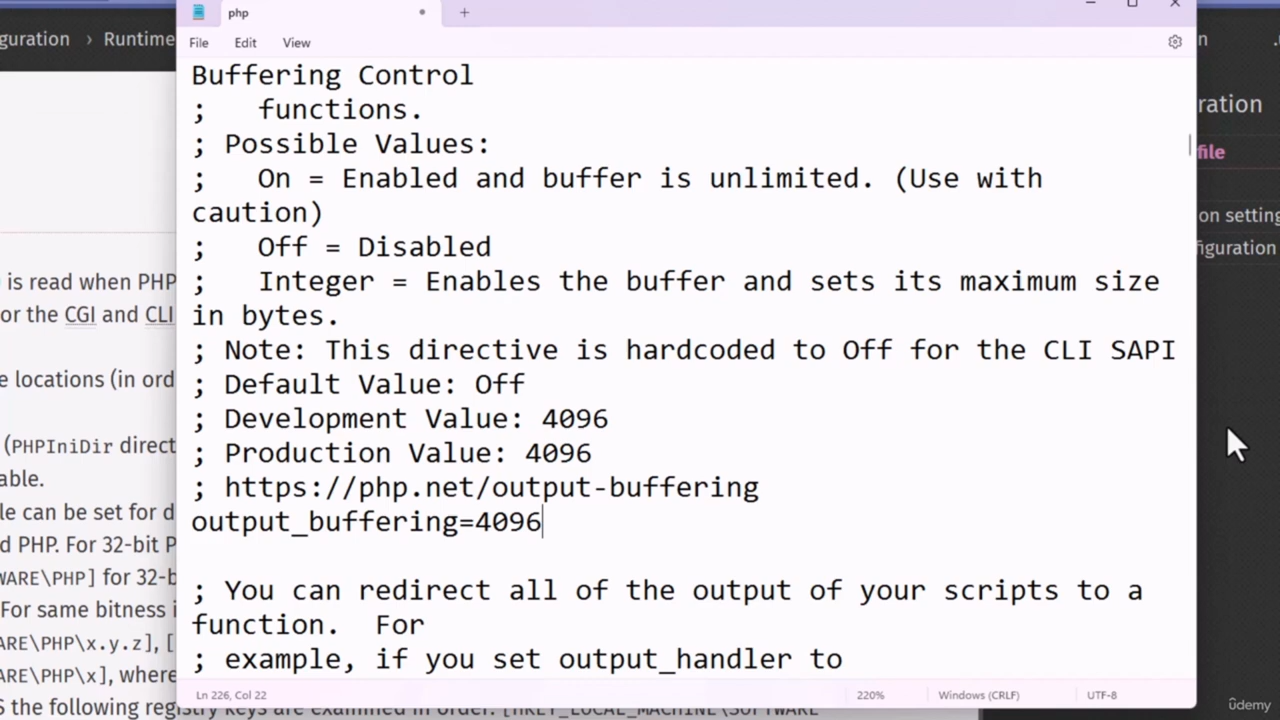 php
guration › Runtime
File Edit View
Buffering Control
;   functions.
; Possible Values:
;   On = Enabled and buffer is unlimited. (Use with
caution)
;   Off = Disabled
;   Integer = Enables the buffer and sets its maximum size
in bytes.
; Note: This directive is hardcoded to Off for the CLI SAPI
; Default Value: Off
; Development Value: 4096
; Production Value: 4096
; https://php.net/output-buffering
output_buffering=4096
; You can redirect all of the output of your scripts to a
function.  For
; example, if you set output_handler to
Ln 226, Col 22 220% Windows (CRLF) UTF-8
is read when PHP
or the CGI and CLI
e locations (in ord
(PHPIniDir direct
able.
le can be set for d
d PHP. For 32-bit P
WARE\PHP] for 32-b
For same bitness i
ARE\PHP\x.y.z], [
ARE\PHP\x], where
S the following registry keys are examined in order: [HKEY_LOCAL_MACHINE\SOFTWARE
n
ration
file
on setting
figuration
ûdemy